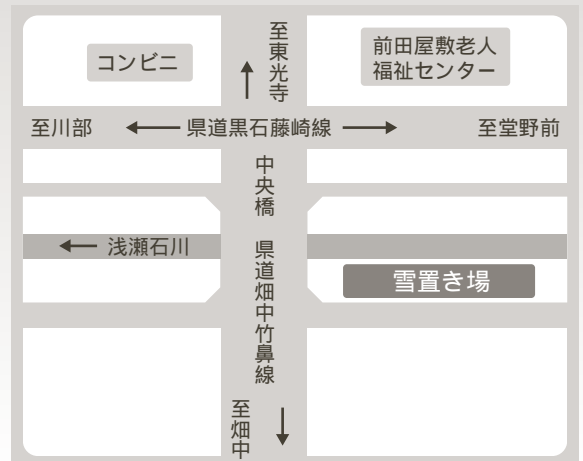 コンビニ
至東光寺
前田屋敷老人
福祉センター
至川部
県道黒石藤崎線
至堂野前
中央橋
浅瀬石川
県道畑中竹鼻線
雪置き場
至畑中